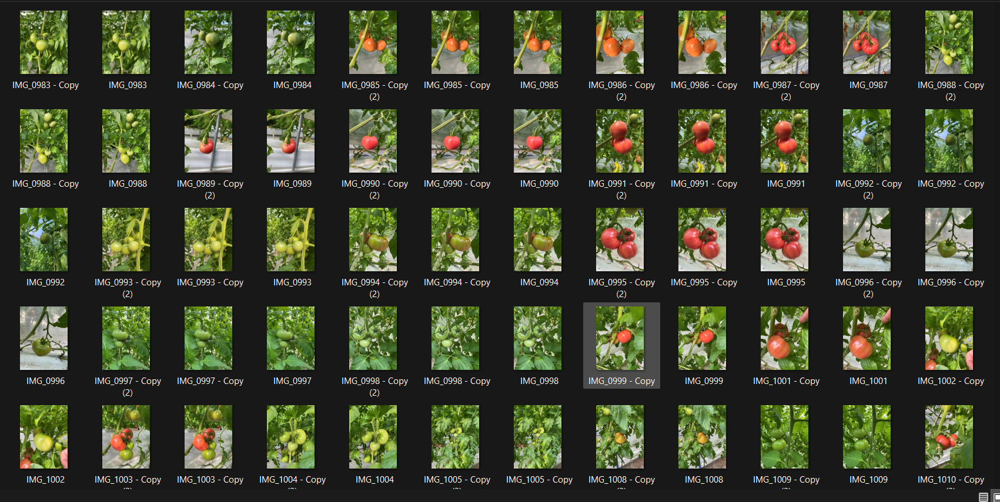 IMG_0983 - Copy
IMG_0983
IMG_0984 - Copy
IMG_0984
IMG_0985 - Copy
(2)
IMG_0985 - Copy
IMG_0985
IMG_0986 - Copy
(2)
IMG_0986 - Copy
IMG_0987 - Copy
(2)
IMG_0987
IMG_0988 - Copy
(2)
IMG_0988 - Copy
IMG_0988
IMG_0989 - Copy
(2)
IMG_0989
IMG_0990 - Copy
(2)
IMG_0990 - Copy
IMG_0990
IMG_0991 - Copy
(2)
IMG_0991 - Copy
IMG_0991
IMG_0992 - Copy
(2)
IMG_0992 - Copy
IMG_0992
IMG_0993 - Copy
(2)
IMG_0993 - Copy
IMG_0993
IMG_0994 - Copy
(2)
IMG_0994 - Copy
IMG_0994
IMG_0995 - Copy
(2)
IMG_0995 - Copy
IMG_0995
IMG_0996 - Copy
(2)
IMG_0996 - Copy
IMG_0996
IMG_0997 - Copy
(2)
IMG_0997 - Copy
IMG_0997
IMG_0998 - Copy
(2)
IMG_0998 - Copy
IMG_0998
IMG_0999 - Copy
IMG_0999
IMG_1001 - Copy
IMG_1001
IMG_1002 - Copy
IMG_1002
IMG_1003 - Copy
IMG_1003 - Copy
IMG_1004 - Copy
IMG_1004
IMG_1005 - Copy
IMG_1005 - Copy
IMG_1008 - Copy
IMG_1008
IMG_1009 - Copy
IMG_1009
IMG_1010 - Copy